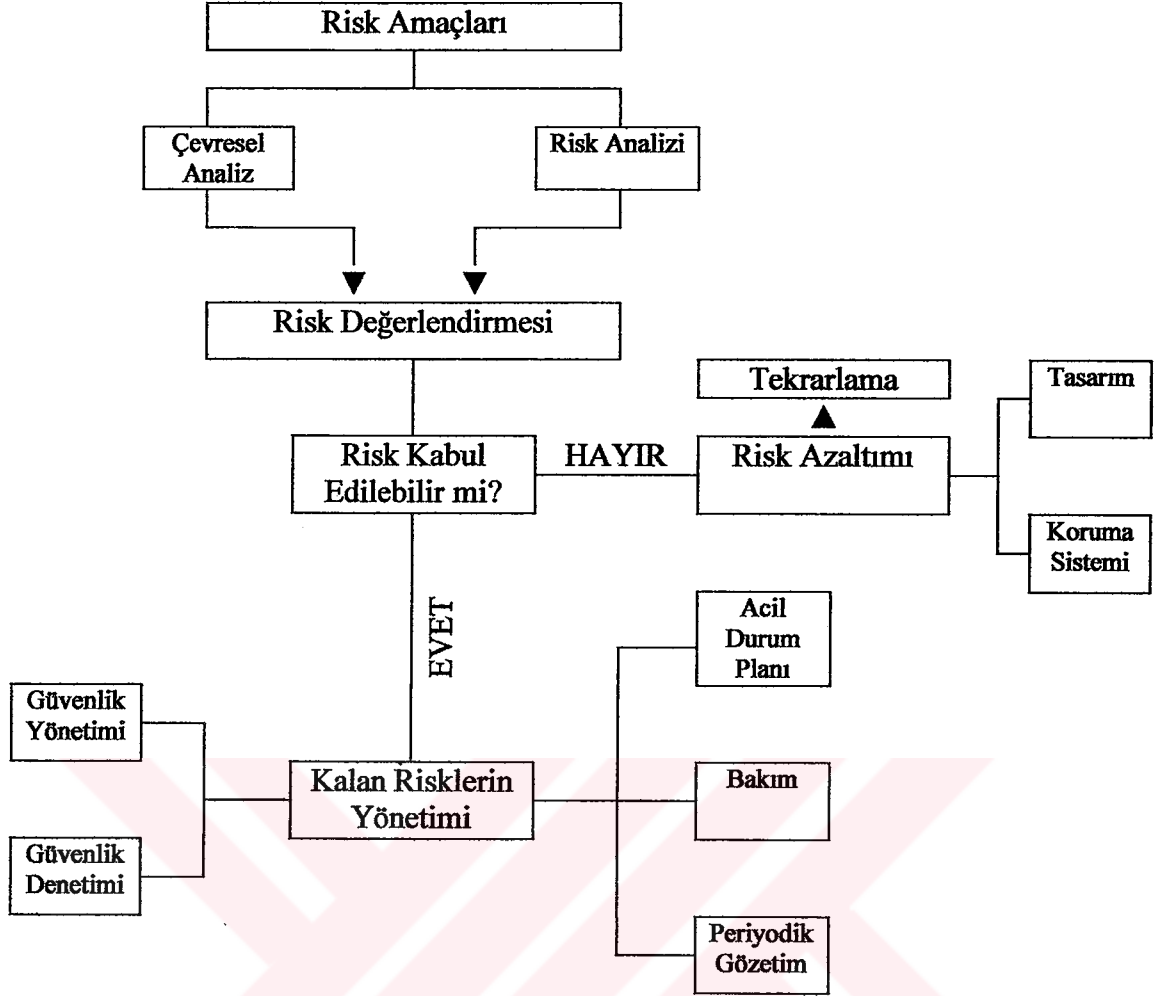 Risk Amaçları
Çevresel
Analiz
Risk Analizi
Risk Değerlendirmesi
Tekrarlama
Tasarım
Risk Kabul
Edilebilir mi?
HAYIR
Risk Azaltımı
Koruma
Sistemi
EVET
Acil
Durum
Planı
Güvenlik
Yönetimi
Kalan Risklerin
Yönetimi
Bakım
Güvenlik
Denetimi
Periyodik
Gözetim